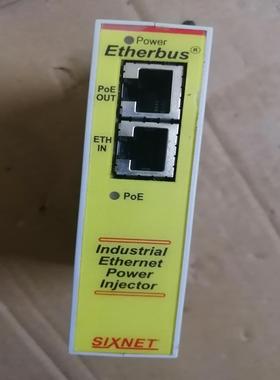 Power
Etherbus®
PoE
OUT
ETH
IN
PoE
Industrial
Ethernet
Power
Injector
SIXNET